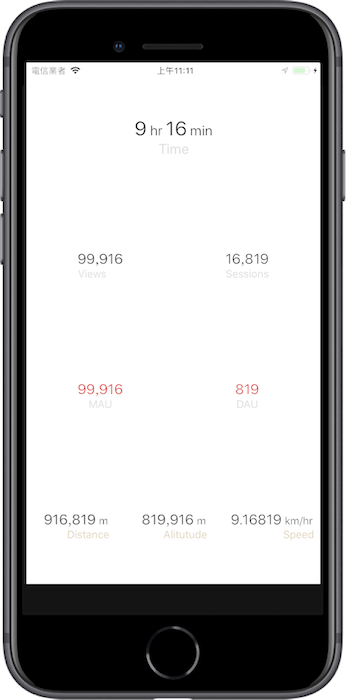 電信業者 上午11:11
9 hr 16 min
Time
99,916 16,819
Views Sessions
99,916 819
MAU DAU
916,819 m 819,916 m 9.16819 km/hr
Distance Alitutude Speed